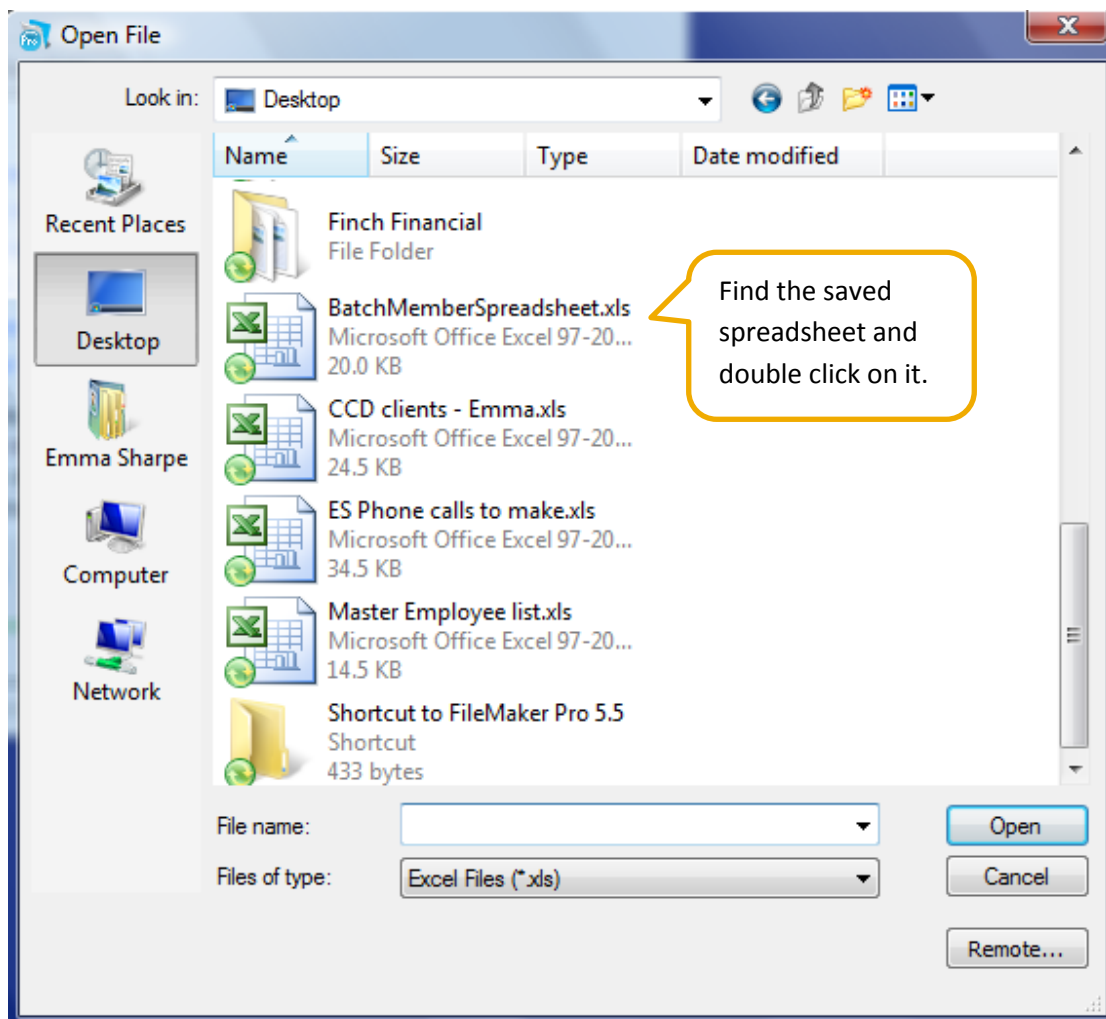 Pro Open File
X
Look in: Desktop
Name Size Type Date modified
Recent Places
Desktop
Emma Sharpe
Computer
Network
Finch Financial
File Folder
BatchMemberSpreadsheet.xls
Microsoft Office Excel 97-20...
20.0 KB
CCD clients - Emma.xls
Microsoft Office Excel 97-20...
24.5 KB
ES Phone calls to make.xls
Microsoft Office Excel 97-20...
34.5 KB
Master Employee list.xls
Microsoft Office Excel 97-20...
14.5 KB
Shortcut to FileMaker Pro 5.5
Shortcut
433 bytes
Find the saved
spreadsheet and
double click on it.
File name:
Open
Files of type: Excel Files (*.xls)
Cancel
Remote...